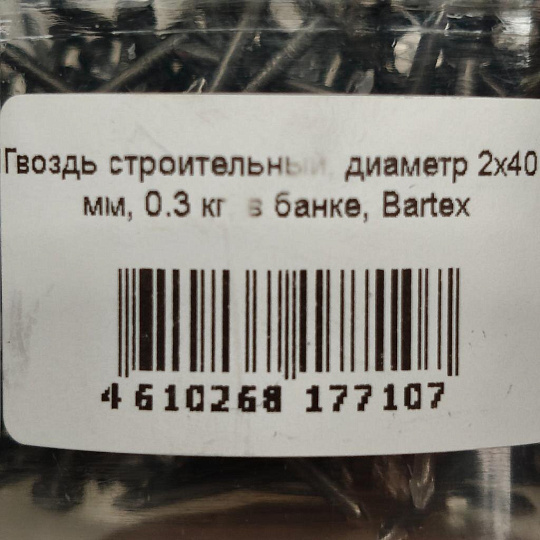 Гвоздь строительный, диаметр 2х40
мм, 0.3 кг в банке, Bartex
4 610268 177107